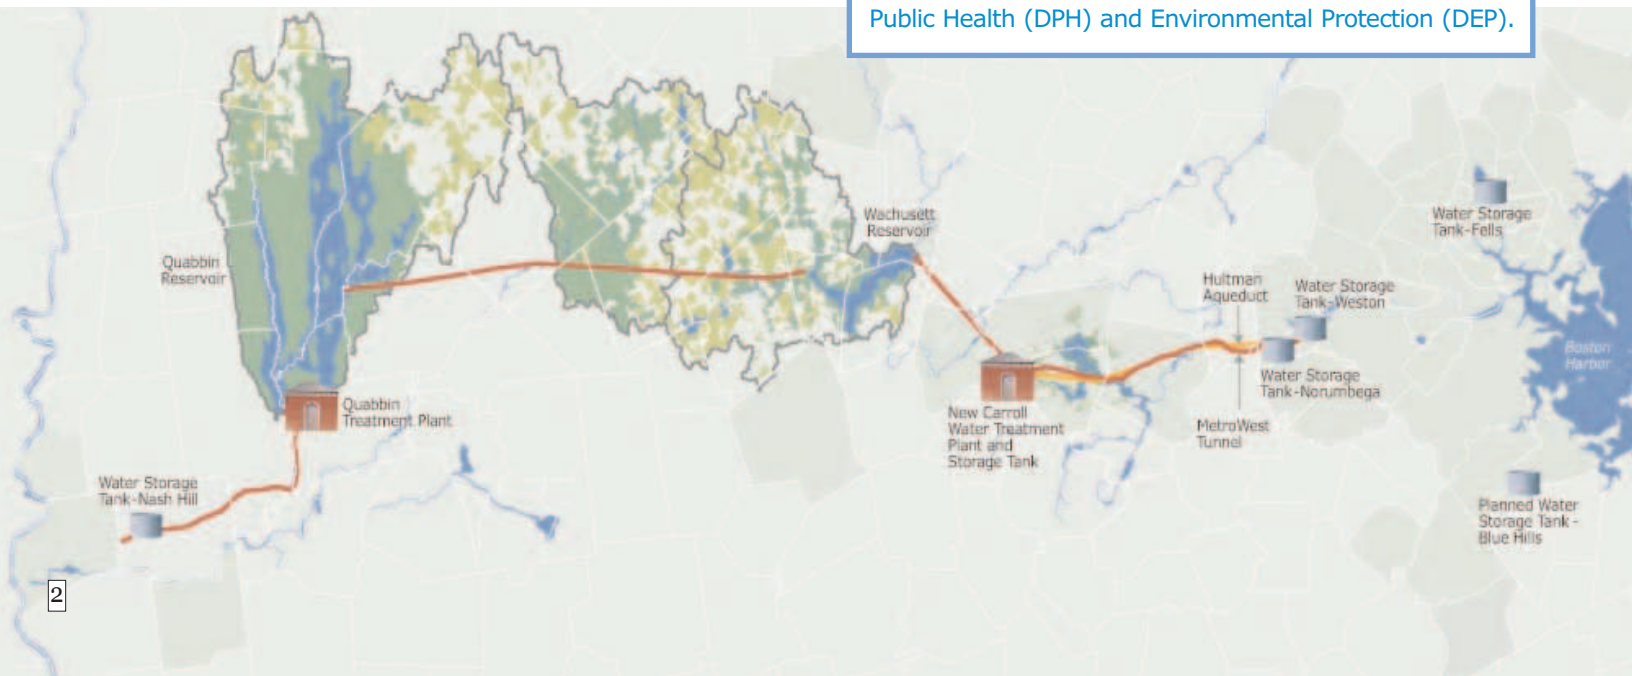 Public Health (DPH) and Environmental Protection (DEP).
Wachusett
Reservoir
Water Storage
Tank-Fells
Quabbin
Reservoir
Hultman
Aqueduct
Water Storage
Tank-Weston
Boston
Harbor
Water Storage
Tank-Norumbega
Quabbin
Treatment Plant
New Carroll
Water Treatment
Plant and
Storage Tank
MetroWest
Tunnel
Water Storage
Tank-Nash Hill
Planned Water
Storage Tank -
Blue Hills
2